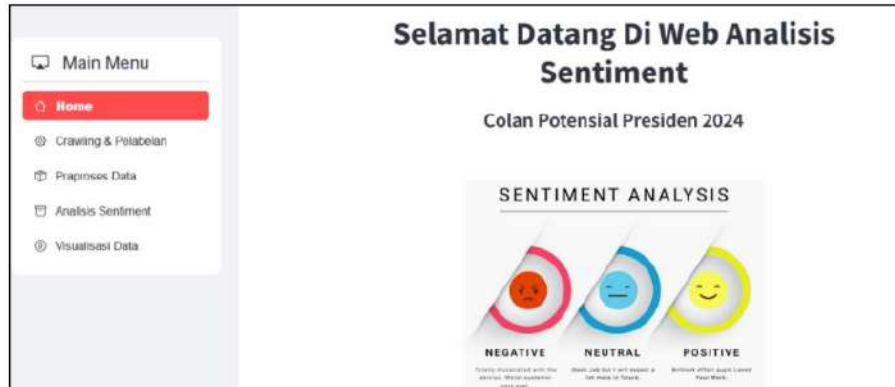 Selamat Datang Di Web Analisis
Sentiment
Colan Potensial Presiden 2024
Main Menu
Home
Crawling & Pelabelan
Praproses Data
Analisis Sentiment
Visualisasi Data
SENTIMENT ANALYSIS
NEGATIVE NEUTRAL POSITIVE